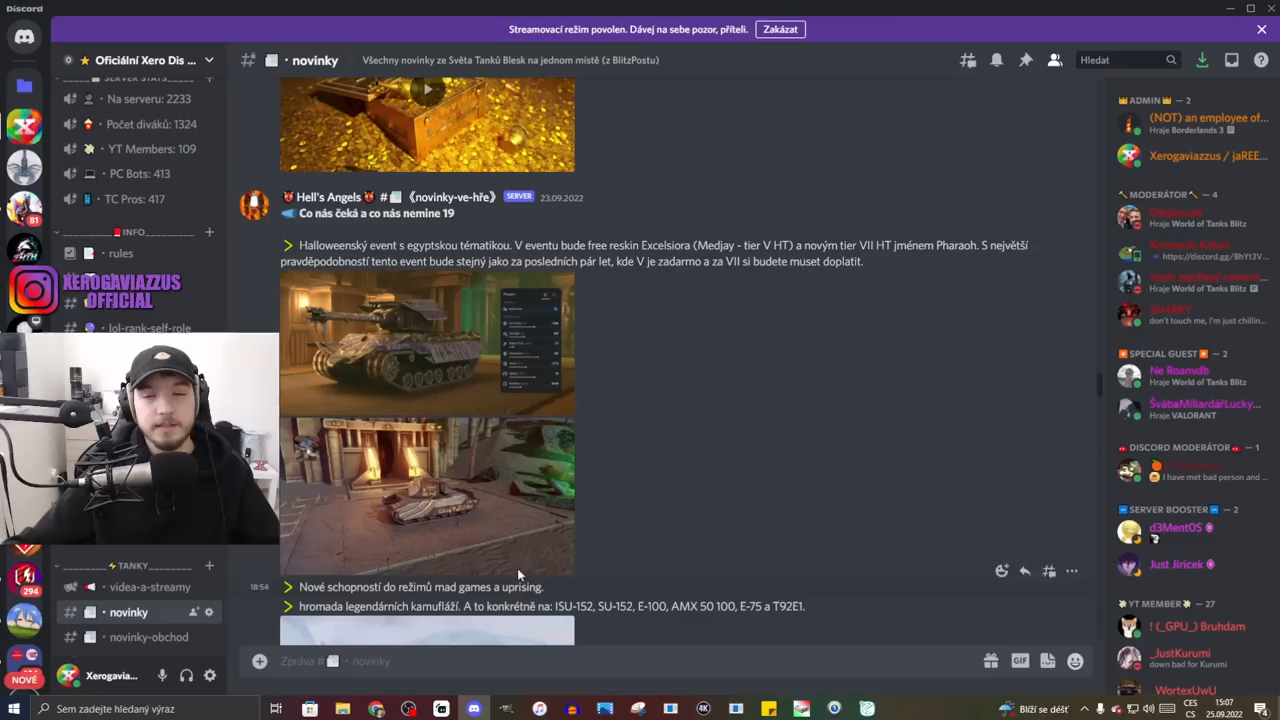 Discord
Streamovací režim povolen. Dávej na sebe pozor, příteli.
Zakázat
Oficiální Xero Dis ...
novinky
Všechny novinky ze Světa Tanků Blesk na jednom místě (z BlitzPostu)
Hledat
SERVER STATS
Na serveru: 2233
Počet diváků: 1324
YT Members: 109
PC Bots: 413
TC Pros: 417
INFO
rules
XEROGAVIAZZUS
OFFICIAL
lol-rank-self-role
TANKY
videa-a-streamy
novinky
novinky-obchod
81
294
NOVÉ
Xerogavia...
Hell's Angels # 《novinky-ve-hře》 SERVER 23.09.2022
Co nás čeká a co nás nemine 19
> Halloweenský event s egyptskou tématikou. V eventu bude free reskin Excelsiora (Medjay - tier V HT) a novým tier VII HT jménem Pharaoh. S největší
pravděpodobností tento event bude stejný jako za posledních pár let, kde V je zadarmo a za VII si budete muset doplatit.
18:54
> Nové schopností do režimů mad games a uprising.
> hromada legendárních kamufláží. A to konkrétně na: ISU-152, SU-152, E-100, AMX 50 100, E-75 a T92E1.
Zpráva # novinky
GIF
ADMIN — 2
(NOT) an employee of...
Hraje Borderlands 3
Xerogaviazzus / jaREE...
MODERÁTOR — 4
Hraje World of Tanks Blitz
https://discord.gg/BhYt3V...
Hraje World of Tanks Blitz
don't touch me, I'm just chillin...
SPECIAL GUEST — 2
Ne Roanvdb
Hraje World of Tanks Blitz
ŠvábaMiliardářLucky...
Hraje VALORANT
DISCORD MODERÁTOR — 1
I have met bad person and ...
SERVER BOOSTER — 2
d3Ment0S
Just Jiricek
YT MEMBER — 27
! (_GPU_) Bruhdam
_JustKurumi
down bad for Kurumi
_WortexUwU
Sem zadejte hledaný výraz
Blíží se déšť
CES
CS
15:07
25.09.2022